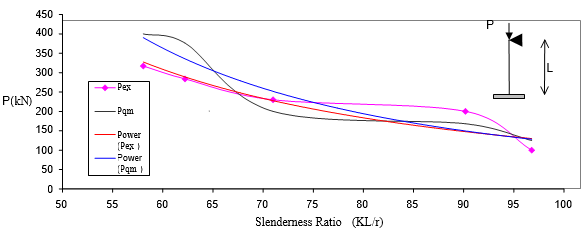 450
400
350
300
250
200
150
100
50
0
P(kN)
50 55 60 65 70 75 80 85 90 95 100
Slenderness Ratio (KL/r)
Pex
Pqm
Power
(Pex )
Power
(Pqm )
P
L